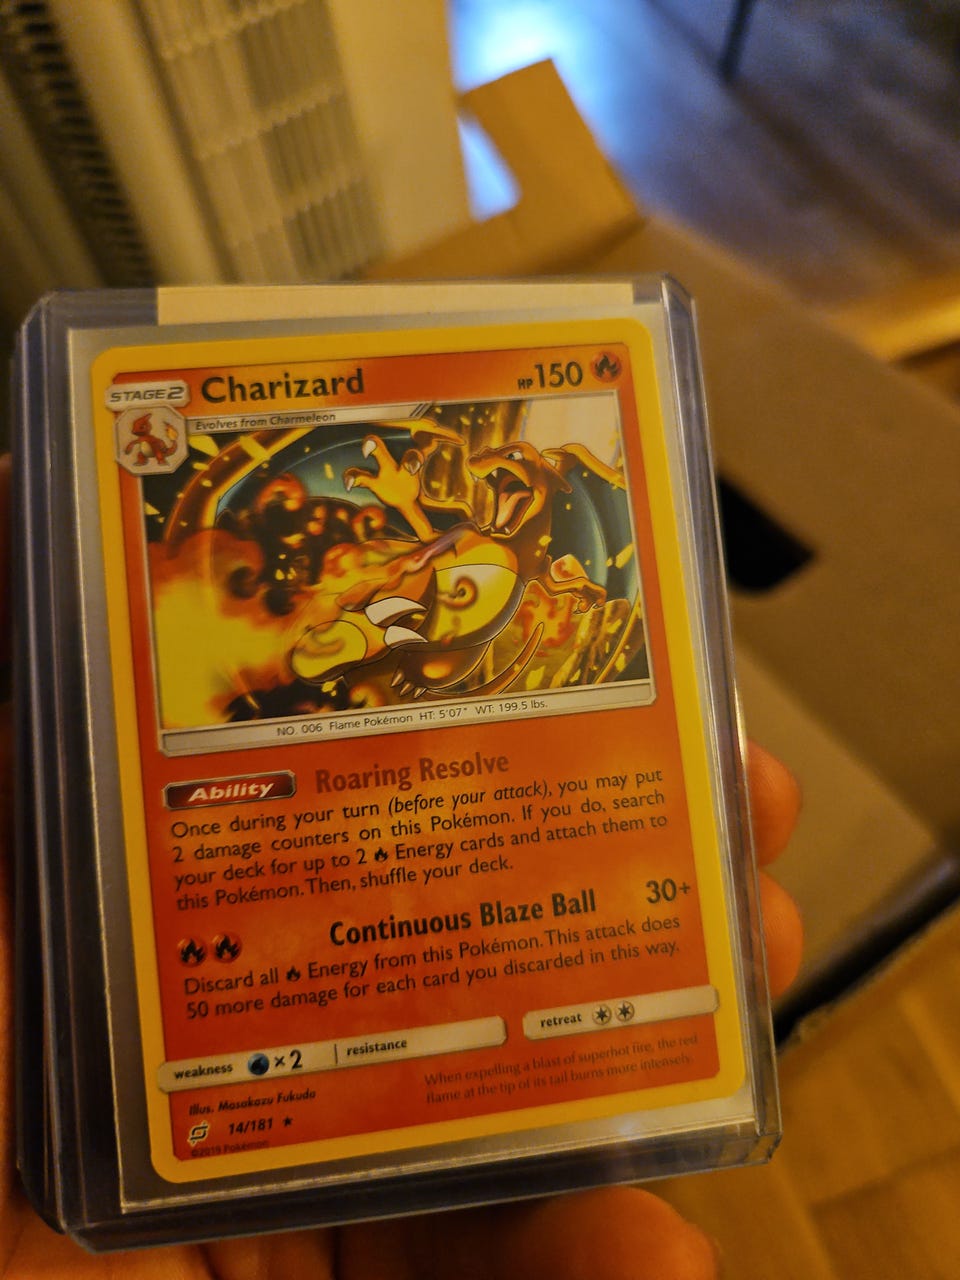 STAGE2 Charizard HP 150
Evolves from Charmeleon
NO. 006 Flame Pokémon HT: 5'07" WT: 199.5 lbs.
Ability Roaring Resolve
Once during your turn (before your attack), you may put
2 damage counters on this Pokémon. If you do, search
your deck for up to 2 Energy cards and attach them to
this Pokémon. Then, shuffle your deck.
Continuous Blaze Ball 30+
Discard all Energy from this Pokémon. This attack does
50 more damage for each card you discarded in this way.
weakness ×2 resistance retreat
When expelling a blast of superhot fire, the red
flame at the tip of its tail burns more intensely.
Illus. Masakazu Fukuda
14/181 ★
©2019 Pokémon